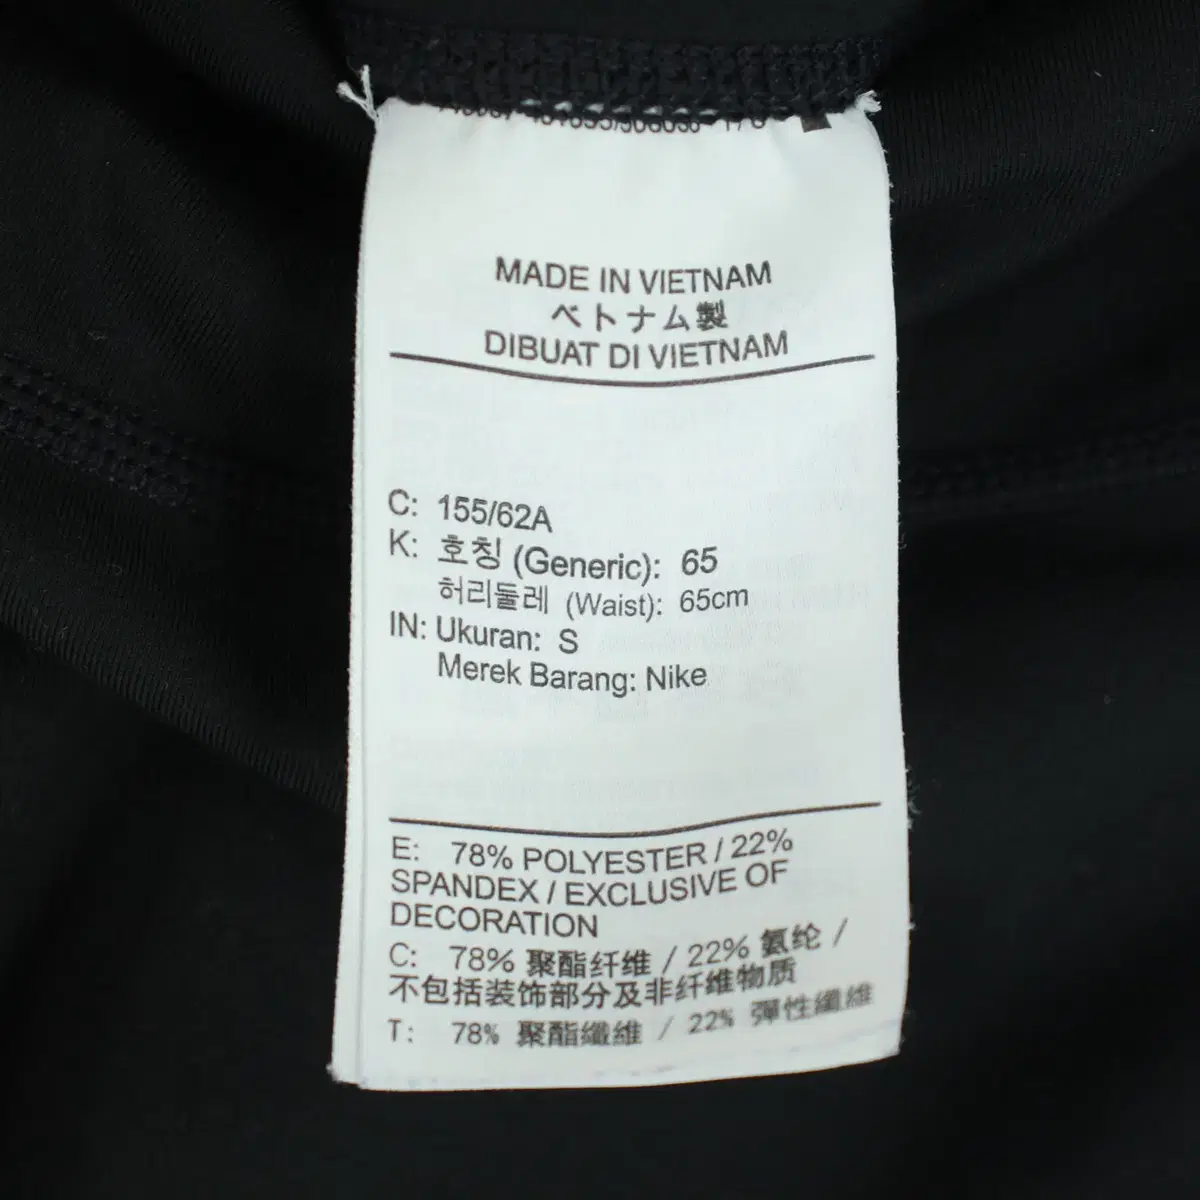 MADE IN VIETNAM
ベトナム製
DIBUAT DI VIETNAM
C: 155/62A
K: 호칭 (Generic): 65
허리둘레 (Waist): 65cm
IN: Ukuran: S
Merek Barang: Nike
E: 78% POLYESTER / 22%
SPANDEX / EXCLUSIVE OF
DECORATION
C: 78% 聚酯纤维 / 22% 氨纶 /
不包括装饰部分及非纤维物质
T: 78% 聚酯纖維 / 22% 彈性纖維